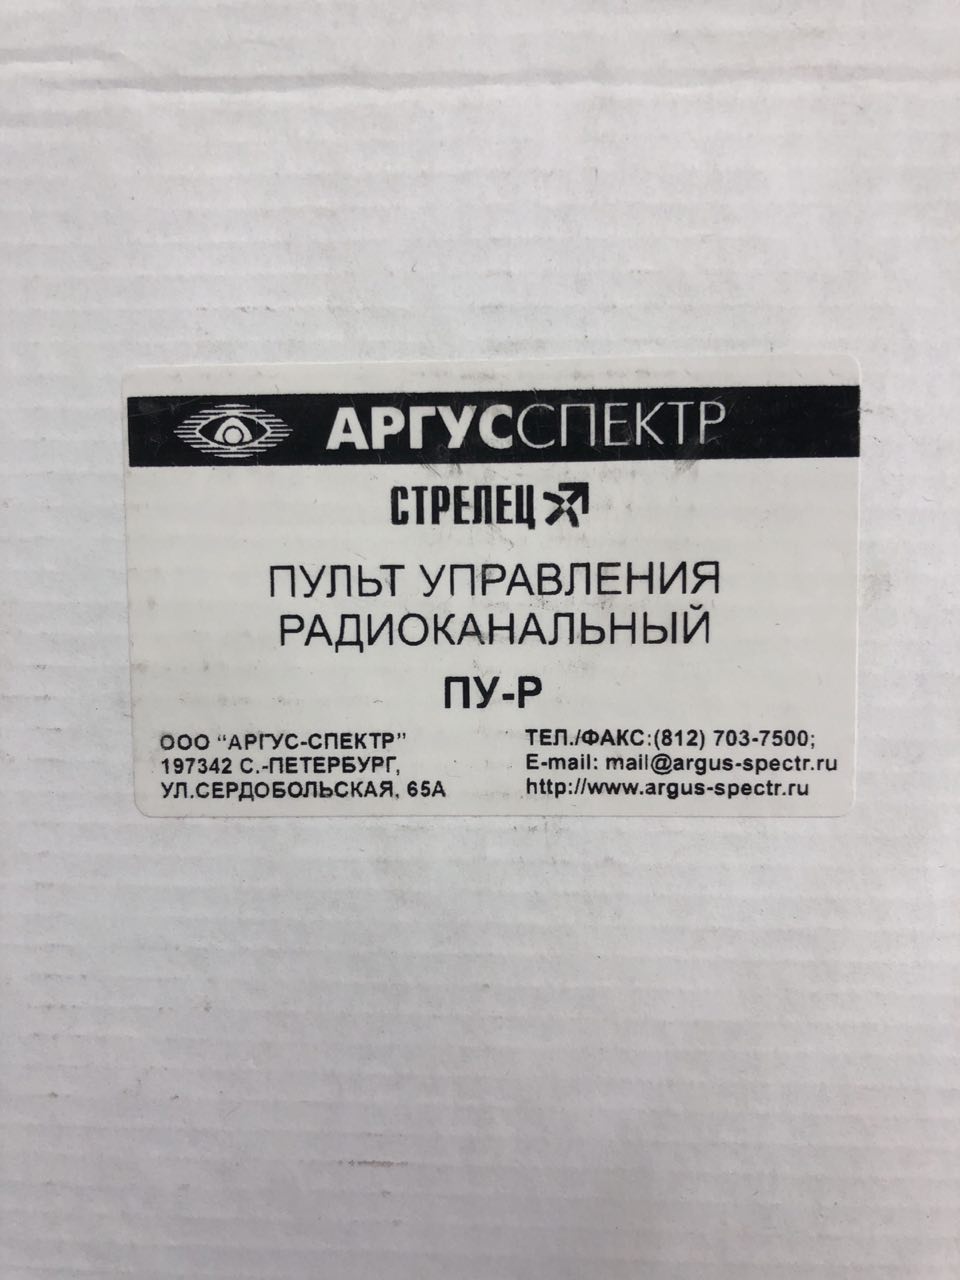 АРГУССПЕКТР
СТРЕЛЕЦ
ПУЛЬТ УПРАВЛЕНИЯ
РАДИОКАНАЛЬНЫЙ
ПУ-Р
ООО "АРГУС-СПЕКТР"
197342 С.-ПЕТЕРБУРГ,
УЛ.СЕРДОБОЛЬСКАЯ, 65А
ТЕЛ./ФАКС:(812) 703-7500;
E-mail: mail@argus-spectr.ru
http://www.argus-spectr.ru